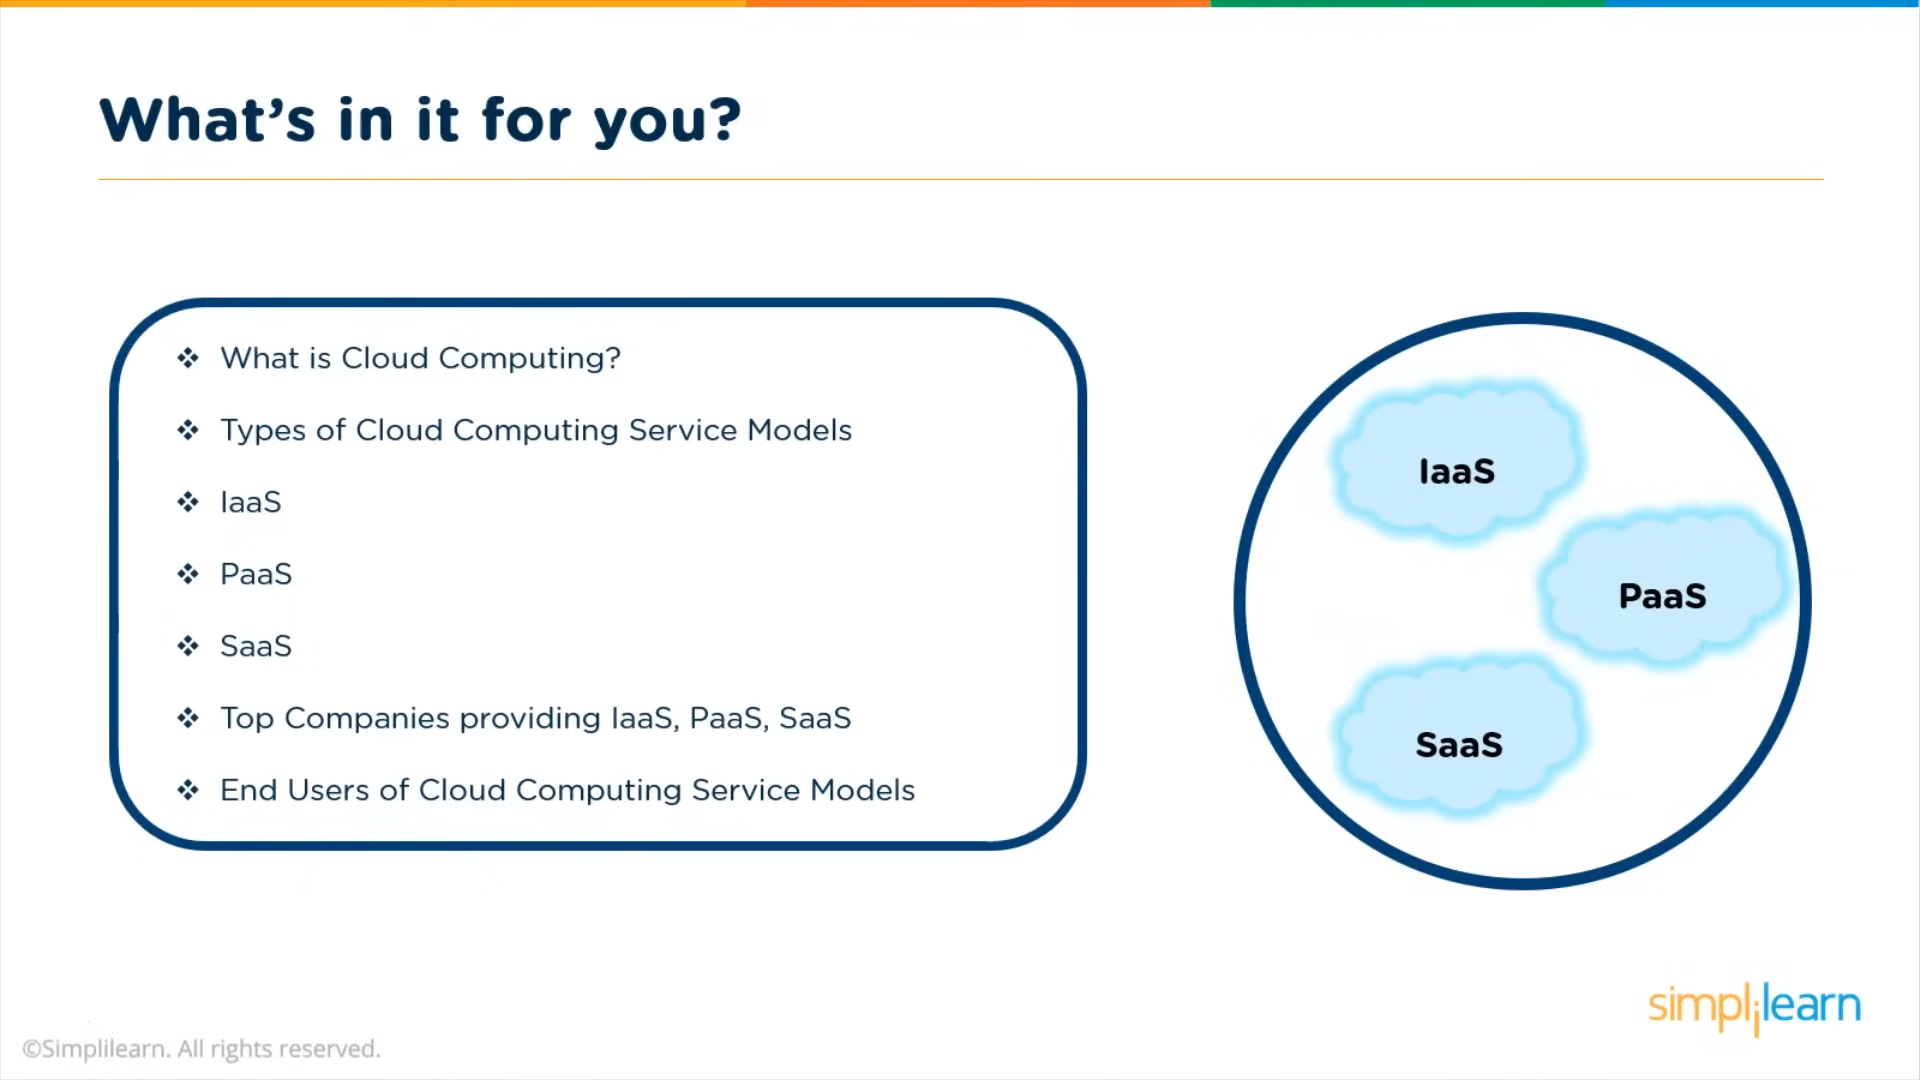 What's in it for you?
❖ What is Cloud Computing?
❖ Types of Cloud Computing Service Models
❖ IaaS
❖ PaaS
❖ SaaS
❖ Top Companies providing IaaS, PaaS, SaaS
❖ End Users of Cloud Computing Service Models
IaaS
PaaS
SaaS
simplilearn
©Simplilearn. All rights reserved.